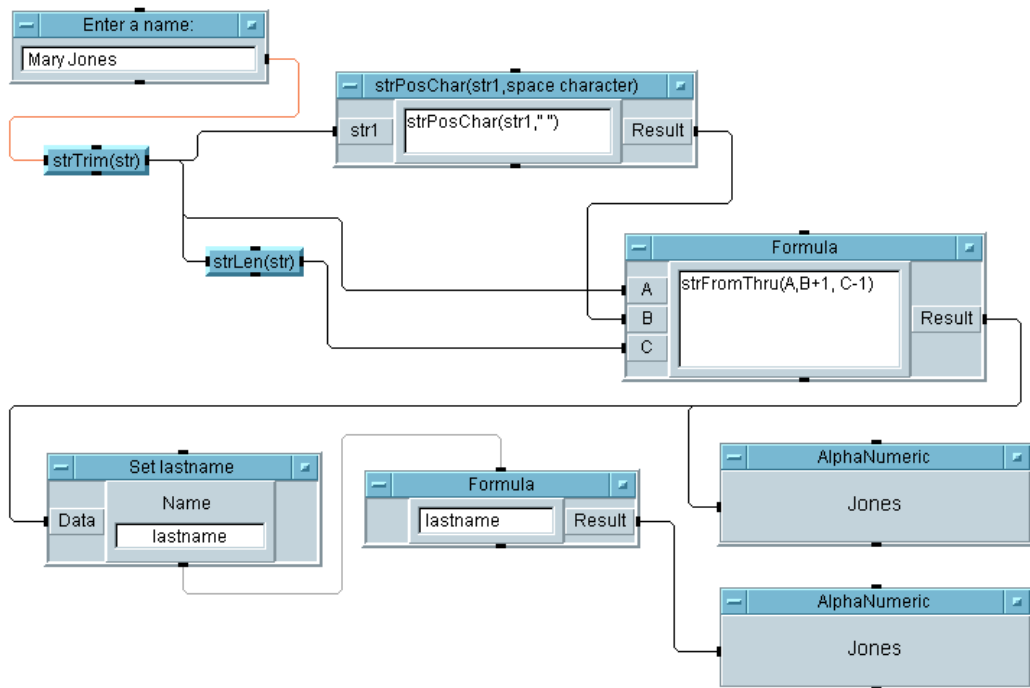 Enter a name:
Mary Jones
strPosChar(str1,space character)
str1
strPosChar(str1," ")
Result
strTrim(str)
strLen(str)
Formula
A
B
C
strFromThru(A,B+1, C-1)
Result
Set lastname
Data
Name
lastname
Formula
lastname
Result
AlphaNumeric
Jones
AlphaNumeric
Jones